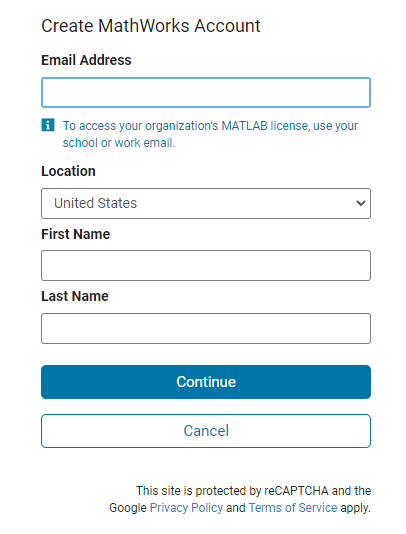 Create MathWorks Account
Email Address
To access your organization's MATLAB license, use your
school or work email.
Location
United States
First Name
Last Name
Continue
Cancel
This site is protected by reCAPTCHA and the
Google Privacy Policy and Terms of Service apply.